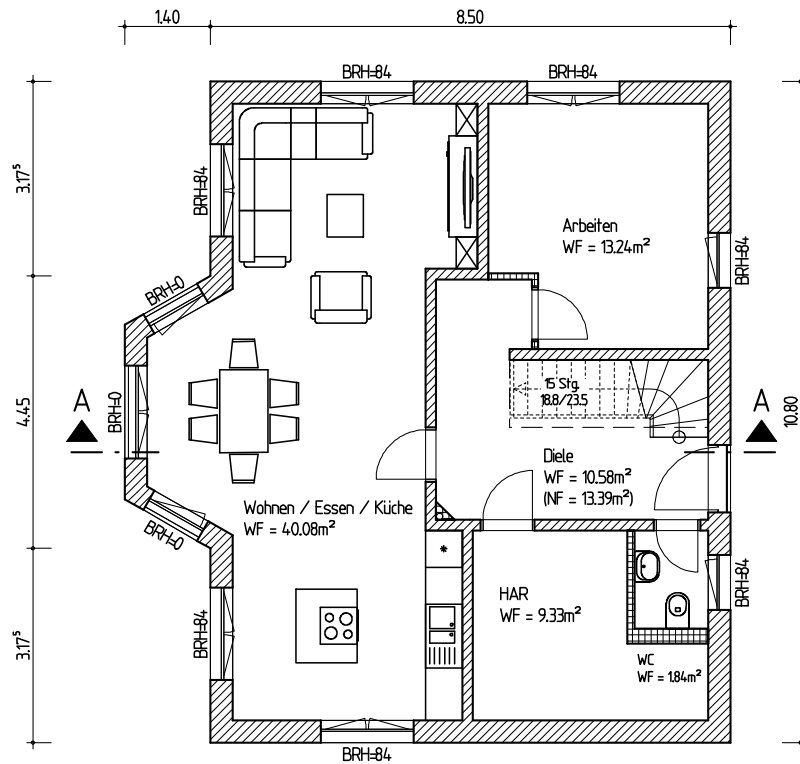 1.40
8.50
BRH=84
BRH=84
3.17⁵
BRH=84
Arbeiten
WF = 13.24m²
BRH=84
BRH=0
15 Stg.
18.8/23.5
A
BRH=0
4.45
A
10.80
Diele
WF = 10.58m²
(NF = 13.39m²)
Wohnen / Essen / Küche
WF = 40.08m²
BRH=0
HAR
WF = 9.33m²
BRH=84
BRH=84
3.17⁵
WC
WF = 1.84m²
BRH=84